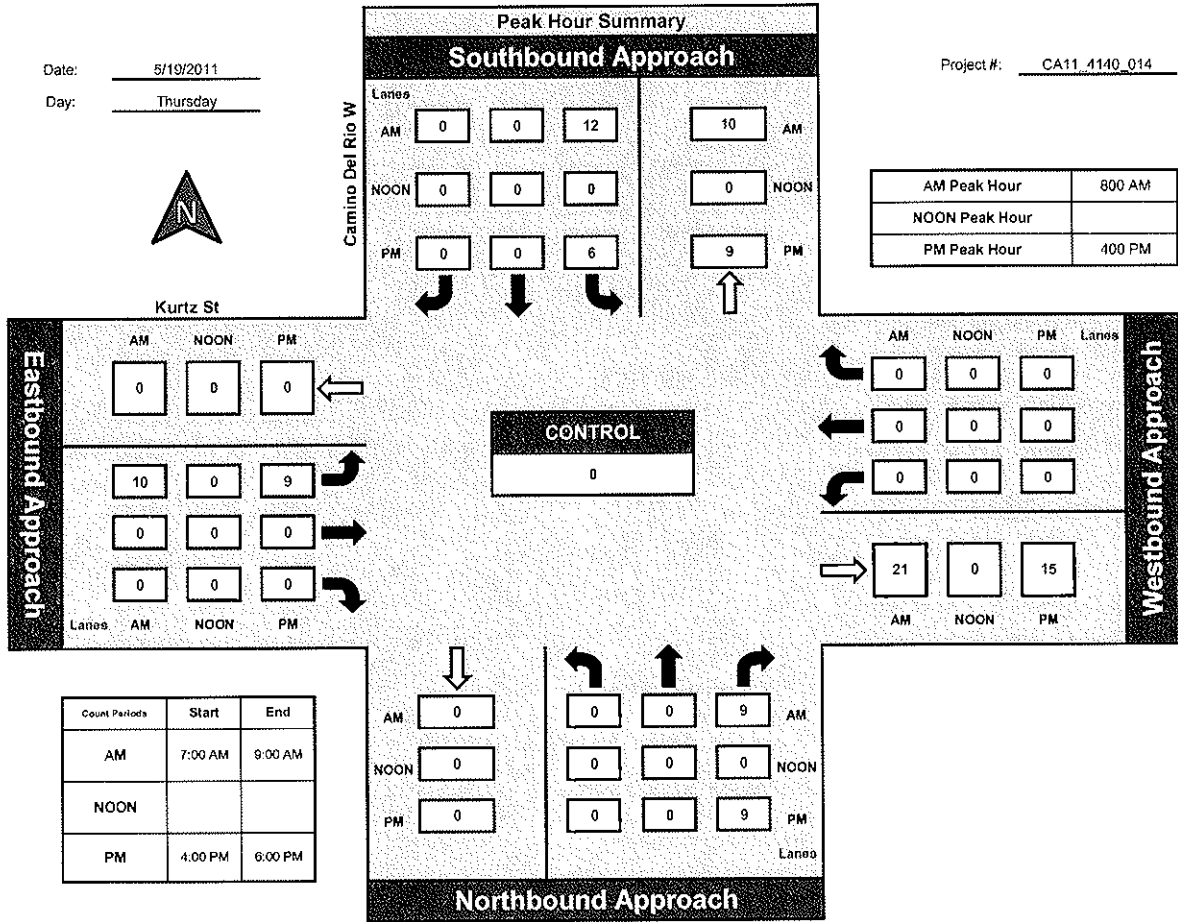 Peak Hour Summary
Southbound Approach
Date: 5/19/2011
Day: Thursday
Project #: CA11_4140_014
N
Camino Del Rio W
Lanes
AM 0 0 12 10 AM
NOON 0 0 0 0 NOON
PM 0 0 6 9 PM
AM Peak Hour 800 AM
NOON Peak Hour
PM Peak Hour 400 PM
Kurtz St
Eastbound Approach
AM NOON PM
0 0 0
10 0 9
0 0 0
0 0 0
Lanes AM NOON PM
CONTROL
0
AM NOON PM Lanes
0 0 0
0 0 0
0 0 0
21 0 15
AM NOON PM
Westbound Approach
Count Periods Start End
AM 7:00 AM 9:00 AM
NOON
PM 4:00 PM 6:00 PM
AM 0 0 0 9 AM
NOON 0 0 0 0 NOON
PM 0 0 0 9 PM
Lanes
Northbound Approach